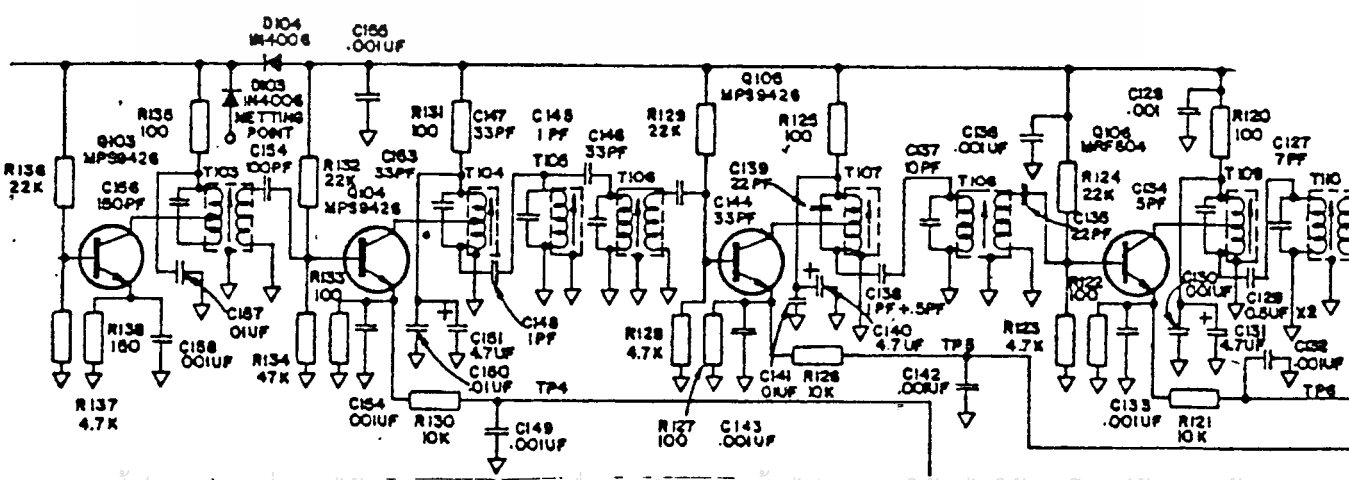 D104
1N4006
C155
.001UF
D103
1N4006
METTING
POINT
R135
100
Q103
MPS9426
C154
100PF
R136
22K
C156
150PF
T103
R132
22K
Q104
MPS9426
C153
33PF
R131
100
C147
33PF
T104
C145
1PF
T105
C146
33PF
T106
R129
22K
Q105
MPS9426
R125
100
C139
22PF
C144
33PF
T107
C137
10PF
C136
.001UF
T106
Q106
MRF604
R124
22K
C135
22PF
C128
.001
R120
100
C134
5PF
T109
C127
7PF
T110
R138
150
C157
.01UF
C158
.001UF
R137
4.7K
R133
100
R134
47K
C154
.001UF
R130
10K
C151
4.7UF
C150
.01UF
TP4
C149
.001UF
C148
1PF
R128
4.7K
R127
100
C143
.001UF
C141
.01UF
R126
10K
C138
1PF+.5PF
C140
4.7UF
TP5
C142
.001UF
R123
4.7K
R122
100
C133
.001UF
R121
10K
C130
.001UF
C129
0.5UF X2
C131
4.7UF
C132
.001UF
TP6